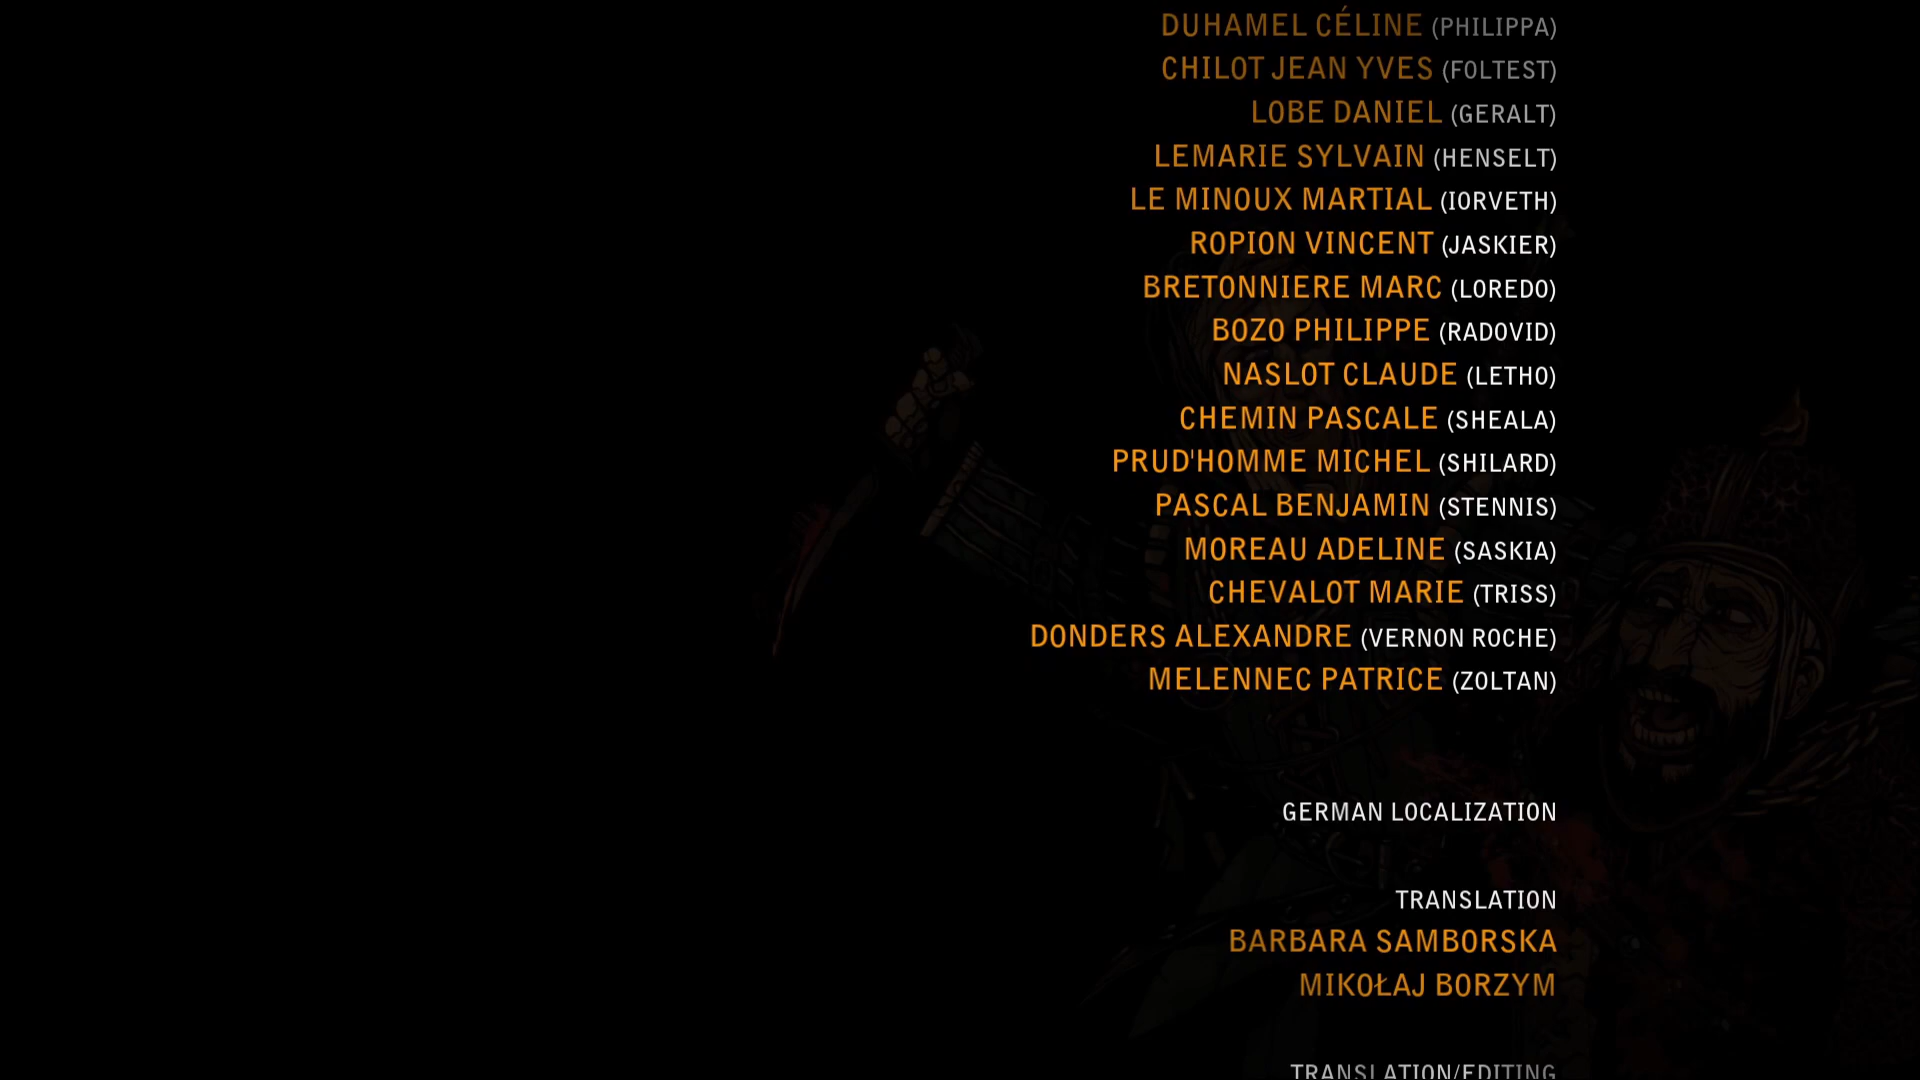 DUHAMEL CÉLINE (PHILIPPA)
CHILOT JEAN YVES (FOLTEST)
LOBE DANIEL (GERALT)
LEMARIE SYLVAIN (HENSELT)
LE MINOUX MARTIAL (IORVETH)
ROPION VINCENT (JASKIER)
BRETONNIERE MARC (LOREDO)
BOZO PHILIPPE (RADOVID)
NASLOT CLAUDE (LETHO)
CHEMIN PASCALE (SHEALA)
PRUD'HOMME MICHEL (SHILARD)
PASCAL BENJAMIN (STENNIS)
MOREAU ADELINE (SASKIA)
CHEVALOT MARIE (TRISS)
DONDERS ALEXANDRE (VERNON ROCHE)
MELENNEC PATRICE (ZOLTAN)
GERMAN LOCALIZATION
TRANSLATION
BARBARA SAMBORSKA
MIKOŁAJ BORZYM
TRANSLATION/EDITING